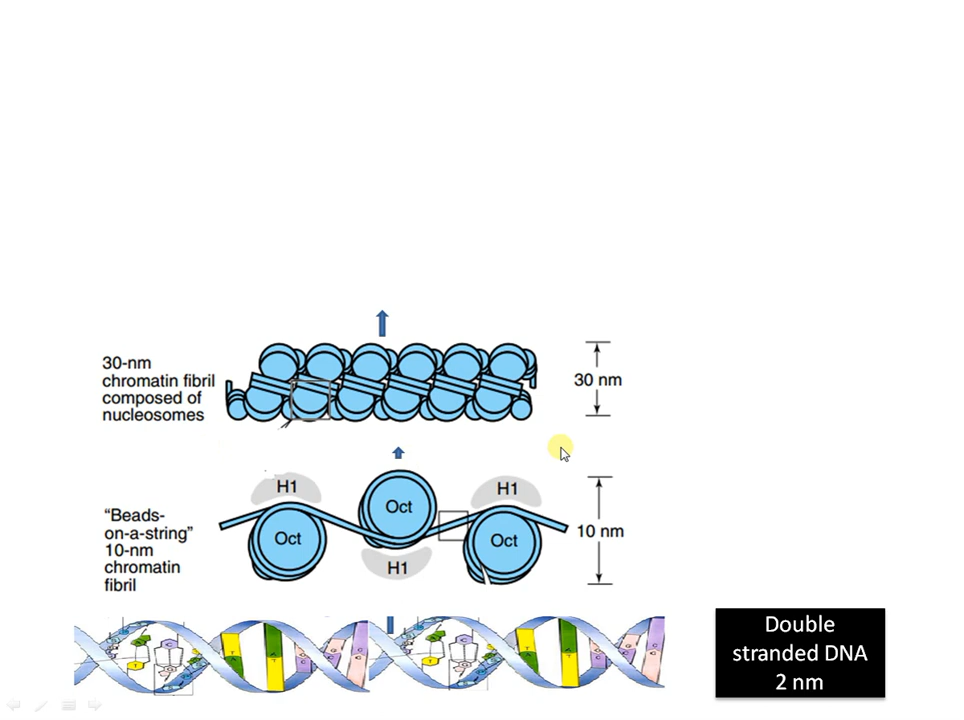 30-nm
chromatin fibril
composed of
nucleosomes
30 nm
"Beads-
on-a-string"
10-nm
chromatin
fibril
H1
H1
Oct
Oct
Oct
H1
10 nm
Double
stranded DNA
2 nm